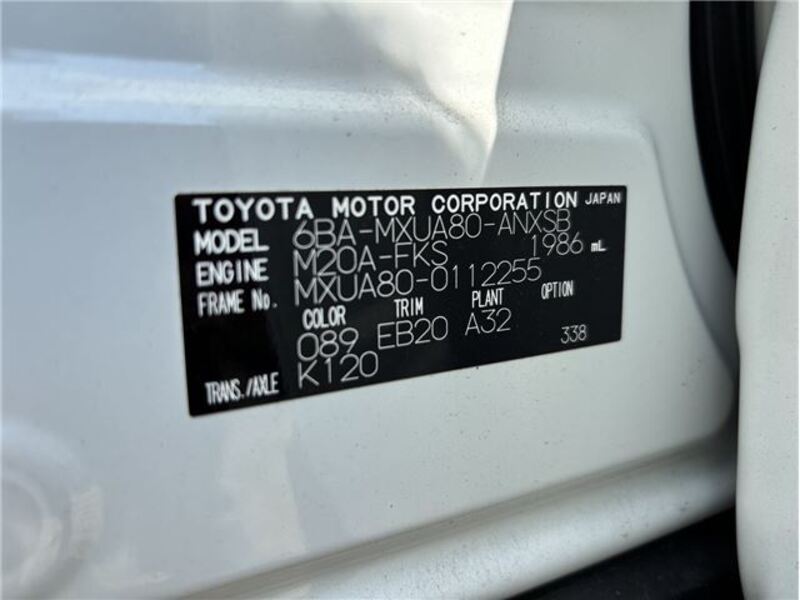 TOYOTA MOTOR CORPORATION JAPAN
MODEL 6BA-MXUA80-ANXSB
ENGINE M20A-FKS 1986 mL
FRAME No. MXUA80-0112255
COLOR TRIM PLANT OPTION
089 EB20 A32
338
TRANS./AXLE K120